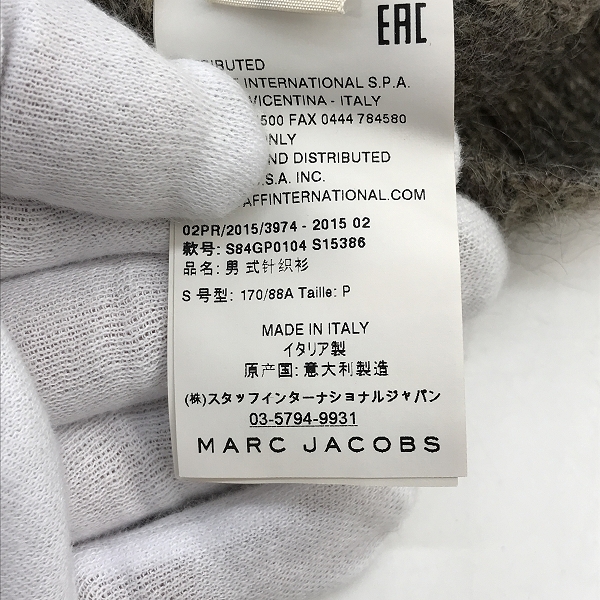 EAC
INTERNATIONAL S.P.A.
VICENTINA - ITALY
500 FAX 0444 784580
ND DISTRIBUTED
.S.A. INC.
AFFINTERNATIONAL.COM
02PR/2015/3974 - 2015 02
款号: S84GP0104 S15386
品名: 男 式针织衫
S 号型: 170/88A Taille: P
MADE IN ITALY
イタリア製
原产国: 意大利製造
(株)スタッフインターナショナルジャパン
03-5794-9931
MARC JACOBS